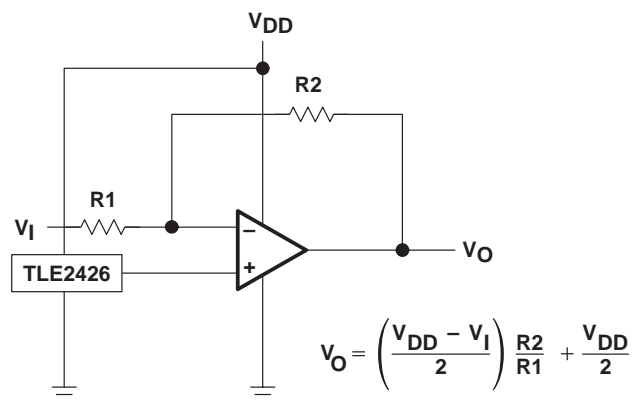 VDD
R2
R1
VI
−
VO
TLE2426
+
VO = ( (VDD − VI) / 2 ) R2/R1 + VDD/2